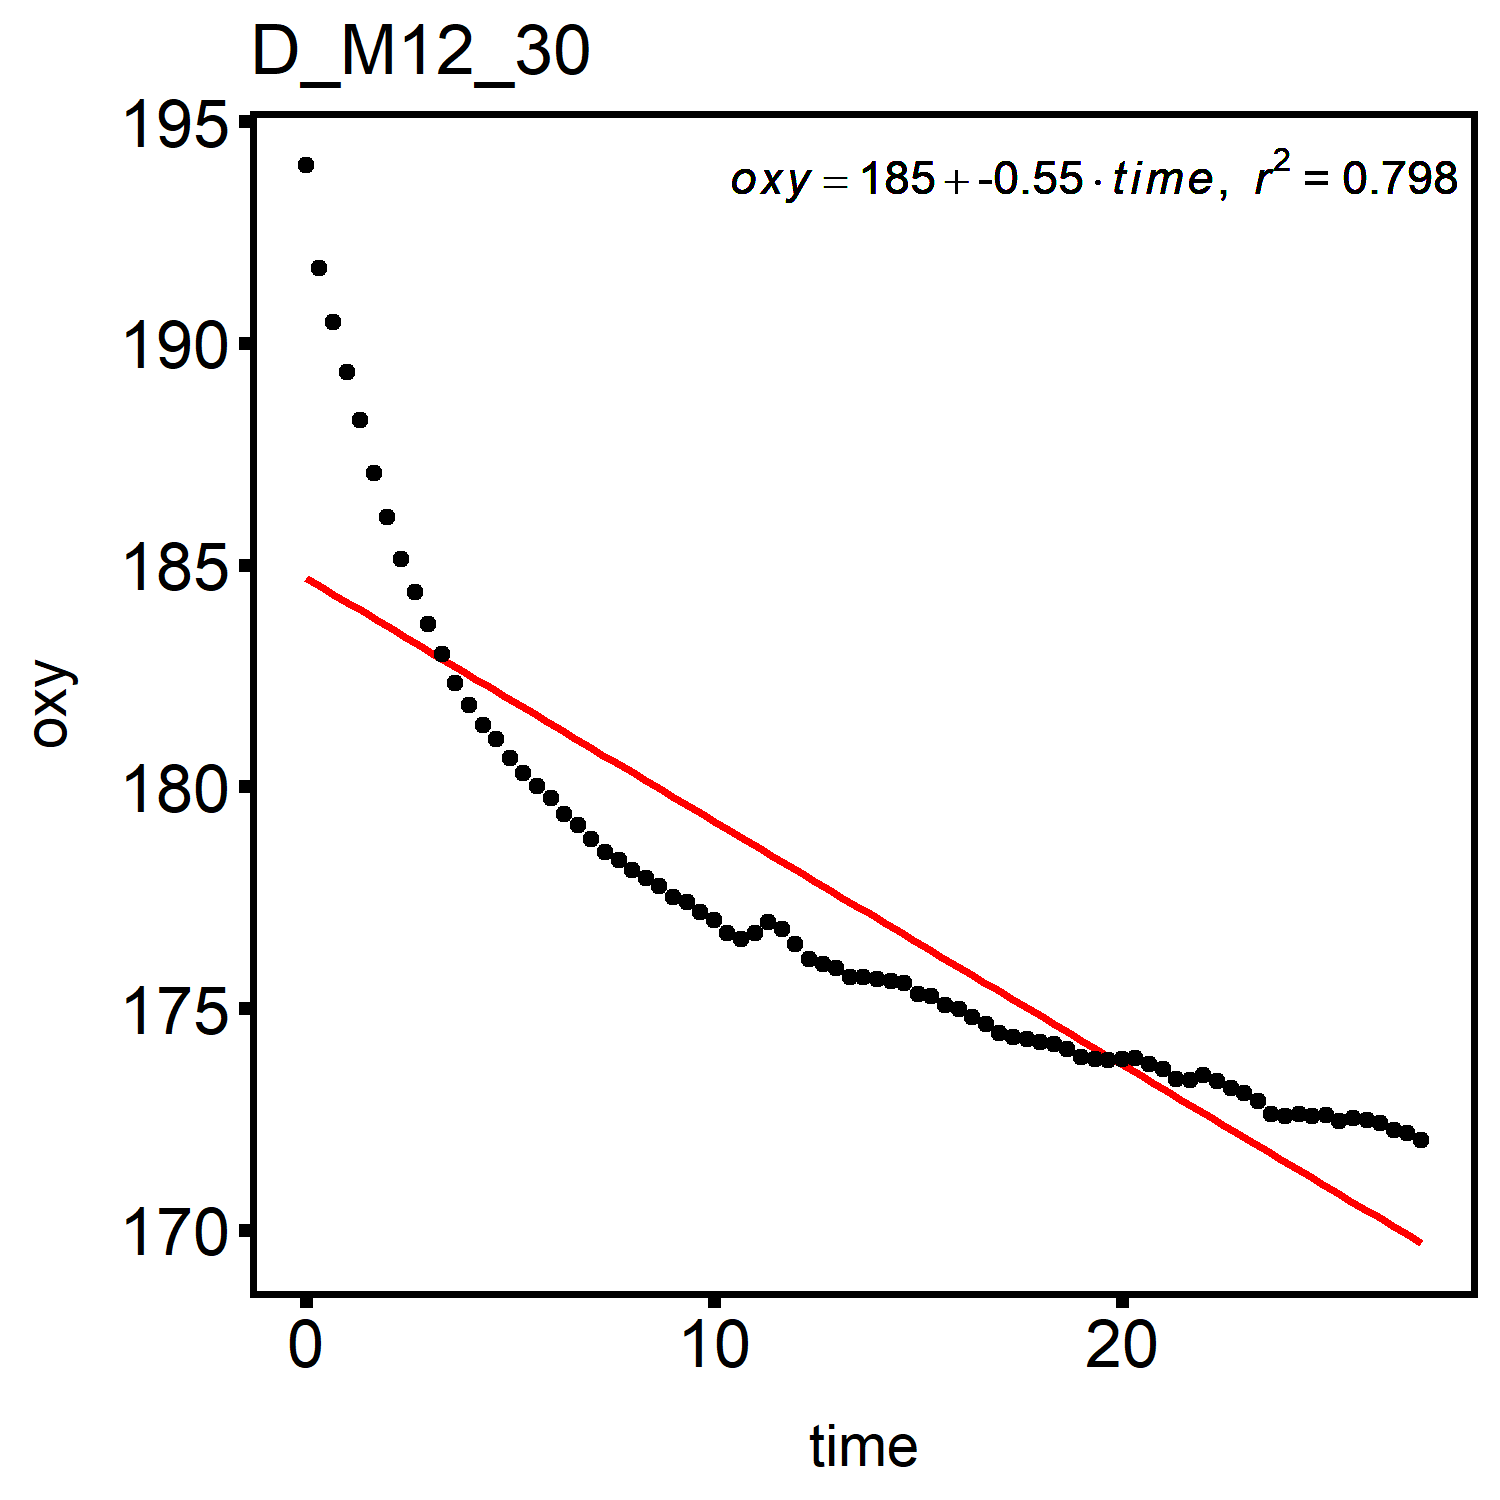 D_M12_30
oxy = 185 + -0.55 · time, r² = 0.798
195
190
185
180
175
170
oxy
0 10 20
time